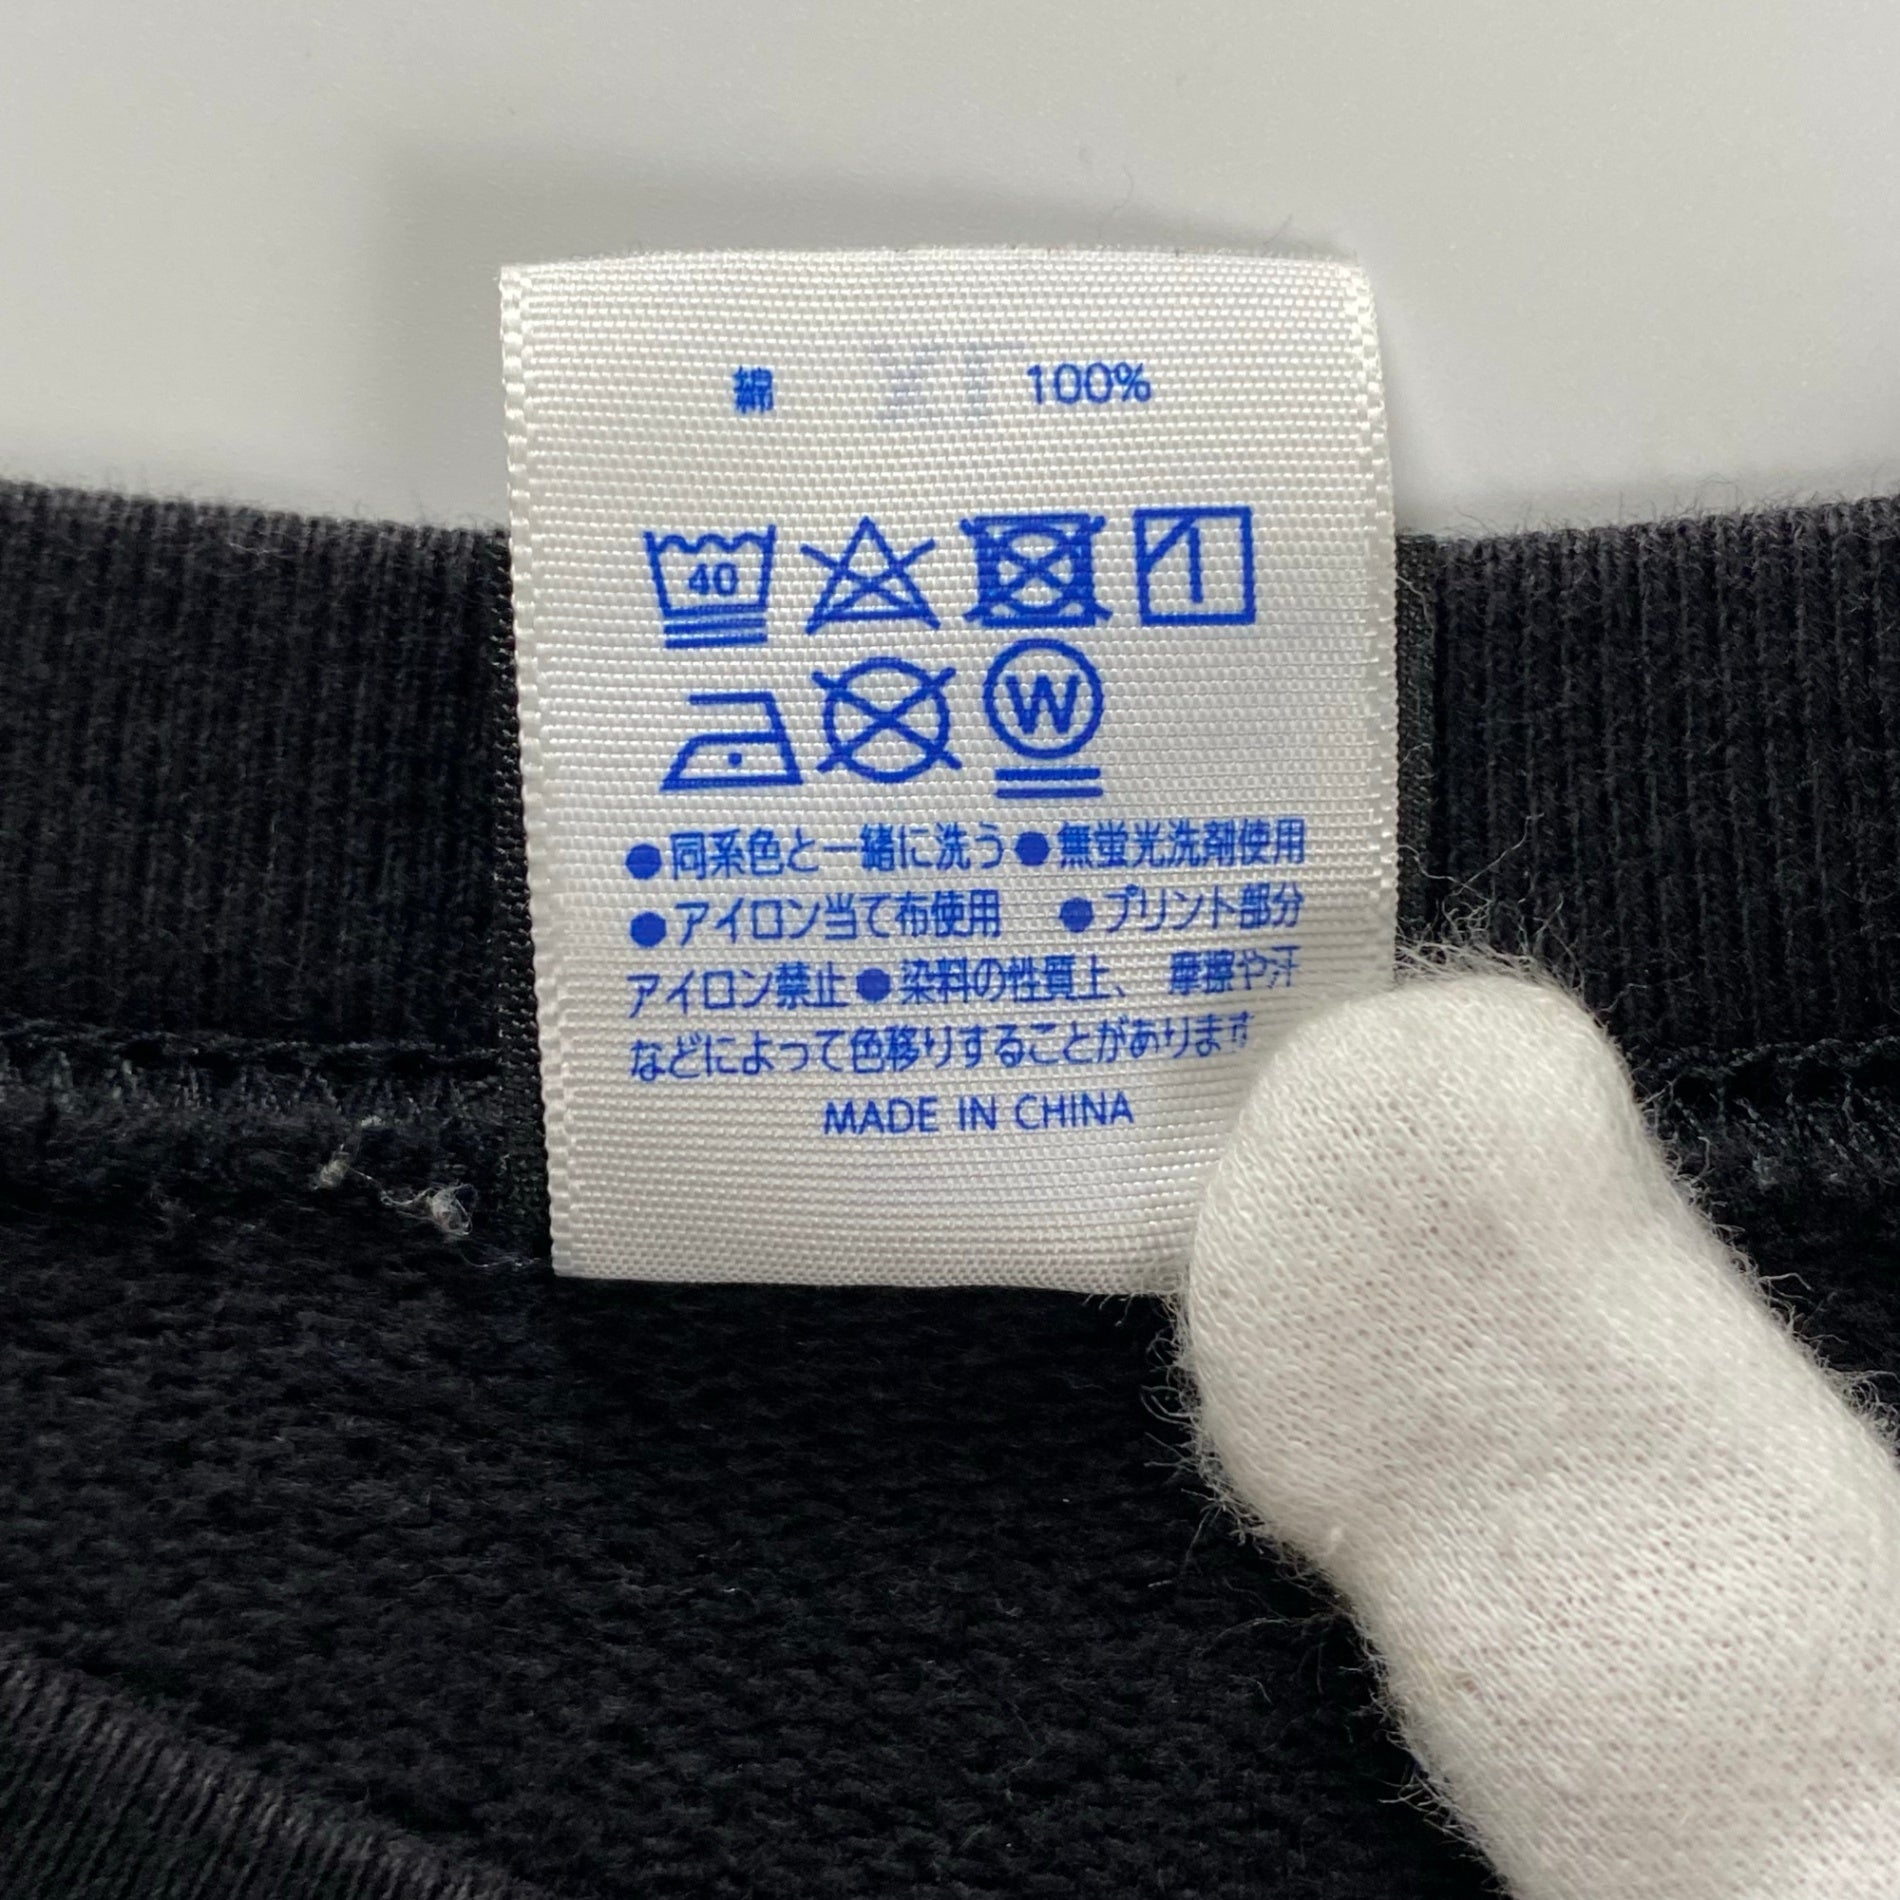 綿 100%
40
W
●同系色と一緒に洗う●無蛍光洗剤使用
●アイロン当て布使用 ●プリント部分
アイロン禁止●染料の性質上、摩擦や汗
などによって色移りすることがあります
MADE IN CHINA